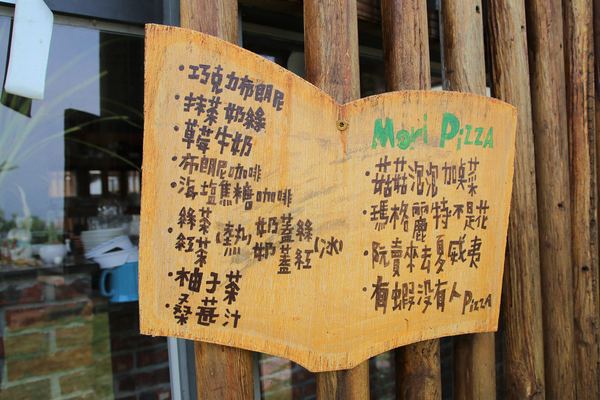 ·巧克力布朗尼
·抹茶奶綠
·草莓牛奶
·布朗尼咖啡
·海塩焦糖咖啡
·綠茶
紅茶(熱)
奶蓋綠
奶蓋紅(冰)
·柚子茶
·桑葚汁
Mori PizzA
·菇菇泡泡加臭菜
·瑪格麗特不是花
·阮賣來去夏威夷
·有蝦沒有人PizzA